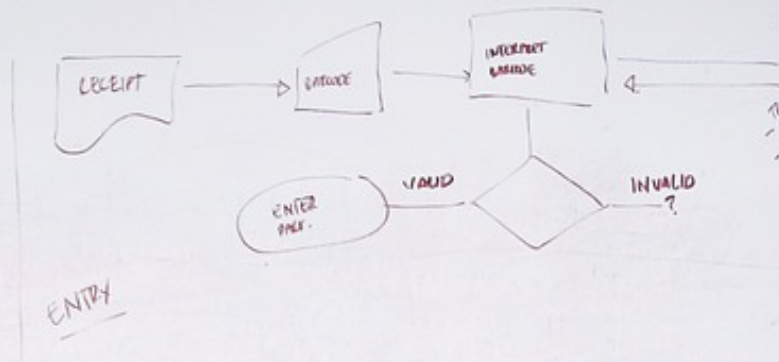 RECEIPT
BARCODE
INTERPRET
BARCODE
VALID
INVALID
?
ENTER
PARK.
ENTRY